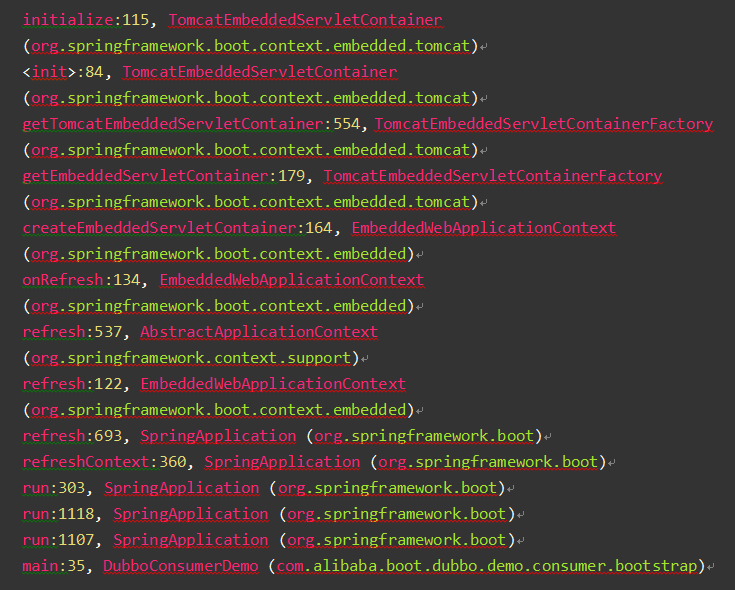 initialize:115, TomcatEmbeddedServletContainer
(org.springframework.boot.context.embedded.tomcat)
<init>:84, TomcatEmbeddedServletContainer
(org.springframework.boot.context.embedded.tomcat)
getTomcatEmbeddedServletContainer:554, TomcatEmbeddedServletContainerFactory
(org.springframework.boot.context.embedded.tomcat)
getEmbeddedServletContainer:179, TomcatEmbeddedServletContainerFactory
(org.springframework.boot.context.embedded.tomcat)
createEmbeddedServletContainer:164, EmbeddedWebApplicationContext
(org.springframework.boot.context.embedded)
onRefresh:134, EmbeddedWebApplicationContext
(org.springframework.boot.context.embedded)
refresh:537, AbstractApplicationContext
(org.springframework.context.support)
refresh:122, EmbeddedWebApplicationContext
(org.springframework.boot.context.embedded)
refresh:693, SpringApplication (org.springframework.boot)
refreshContext:360, SpringApplication (org.springframework.boot)
run:303, SpringApplication (org.springframework.boot)
run:1118, SpringApplication (org.springframework.boot)
run:1107, SpringApplication (org.springframework.boot)
main:35, DubboConsumerDemo (com.alibaba.boot.dubbo.demo.consumer.bootstrap)